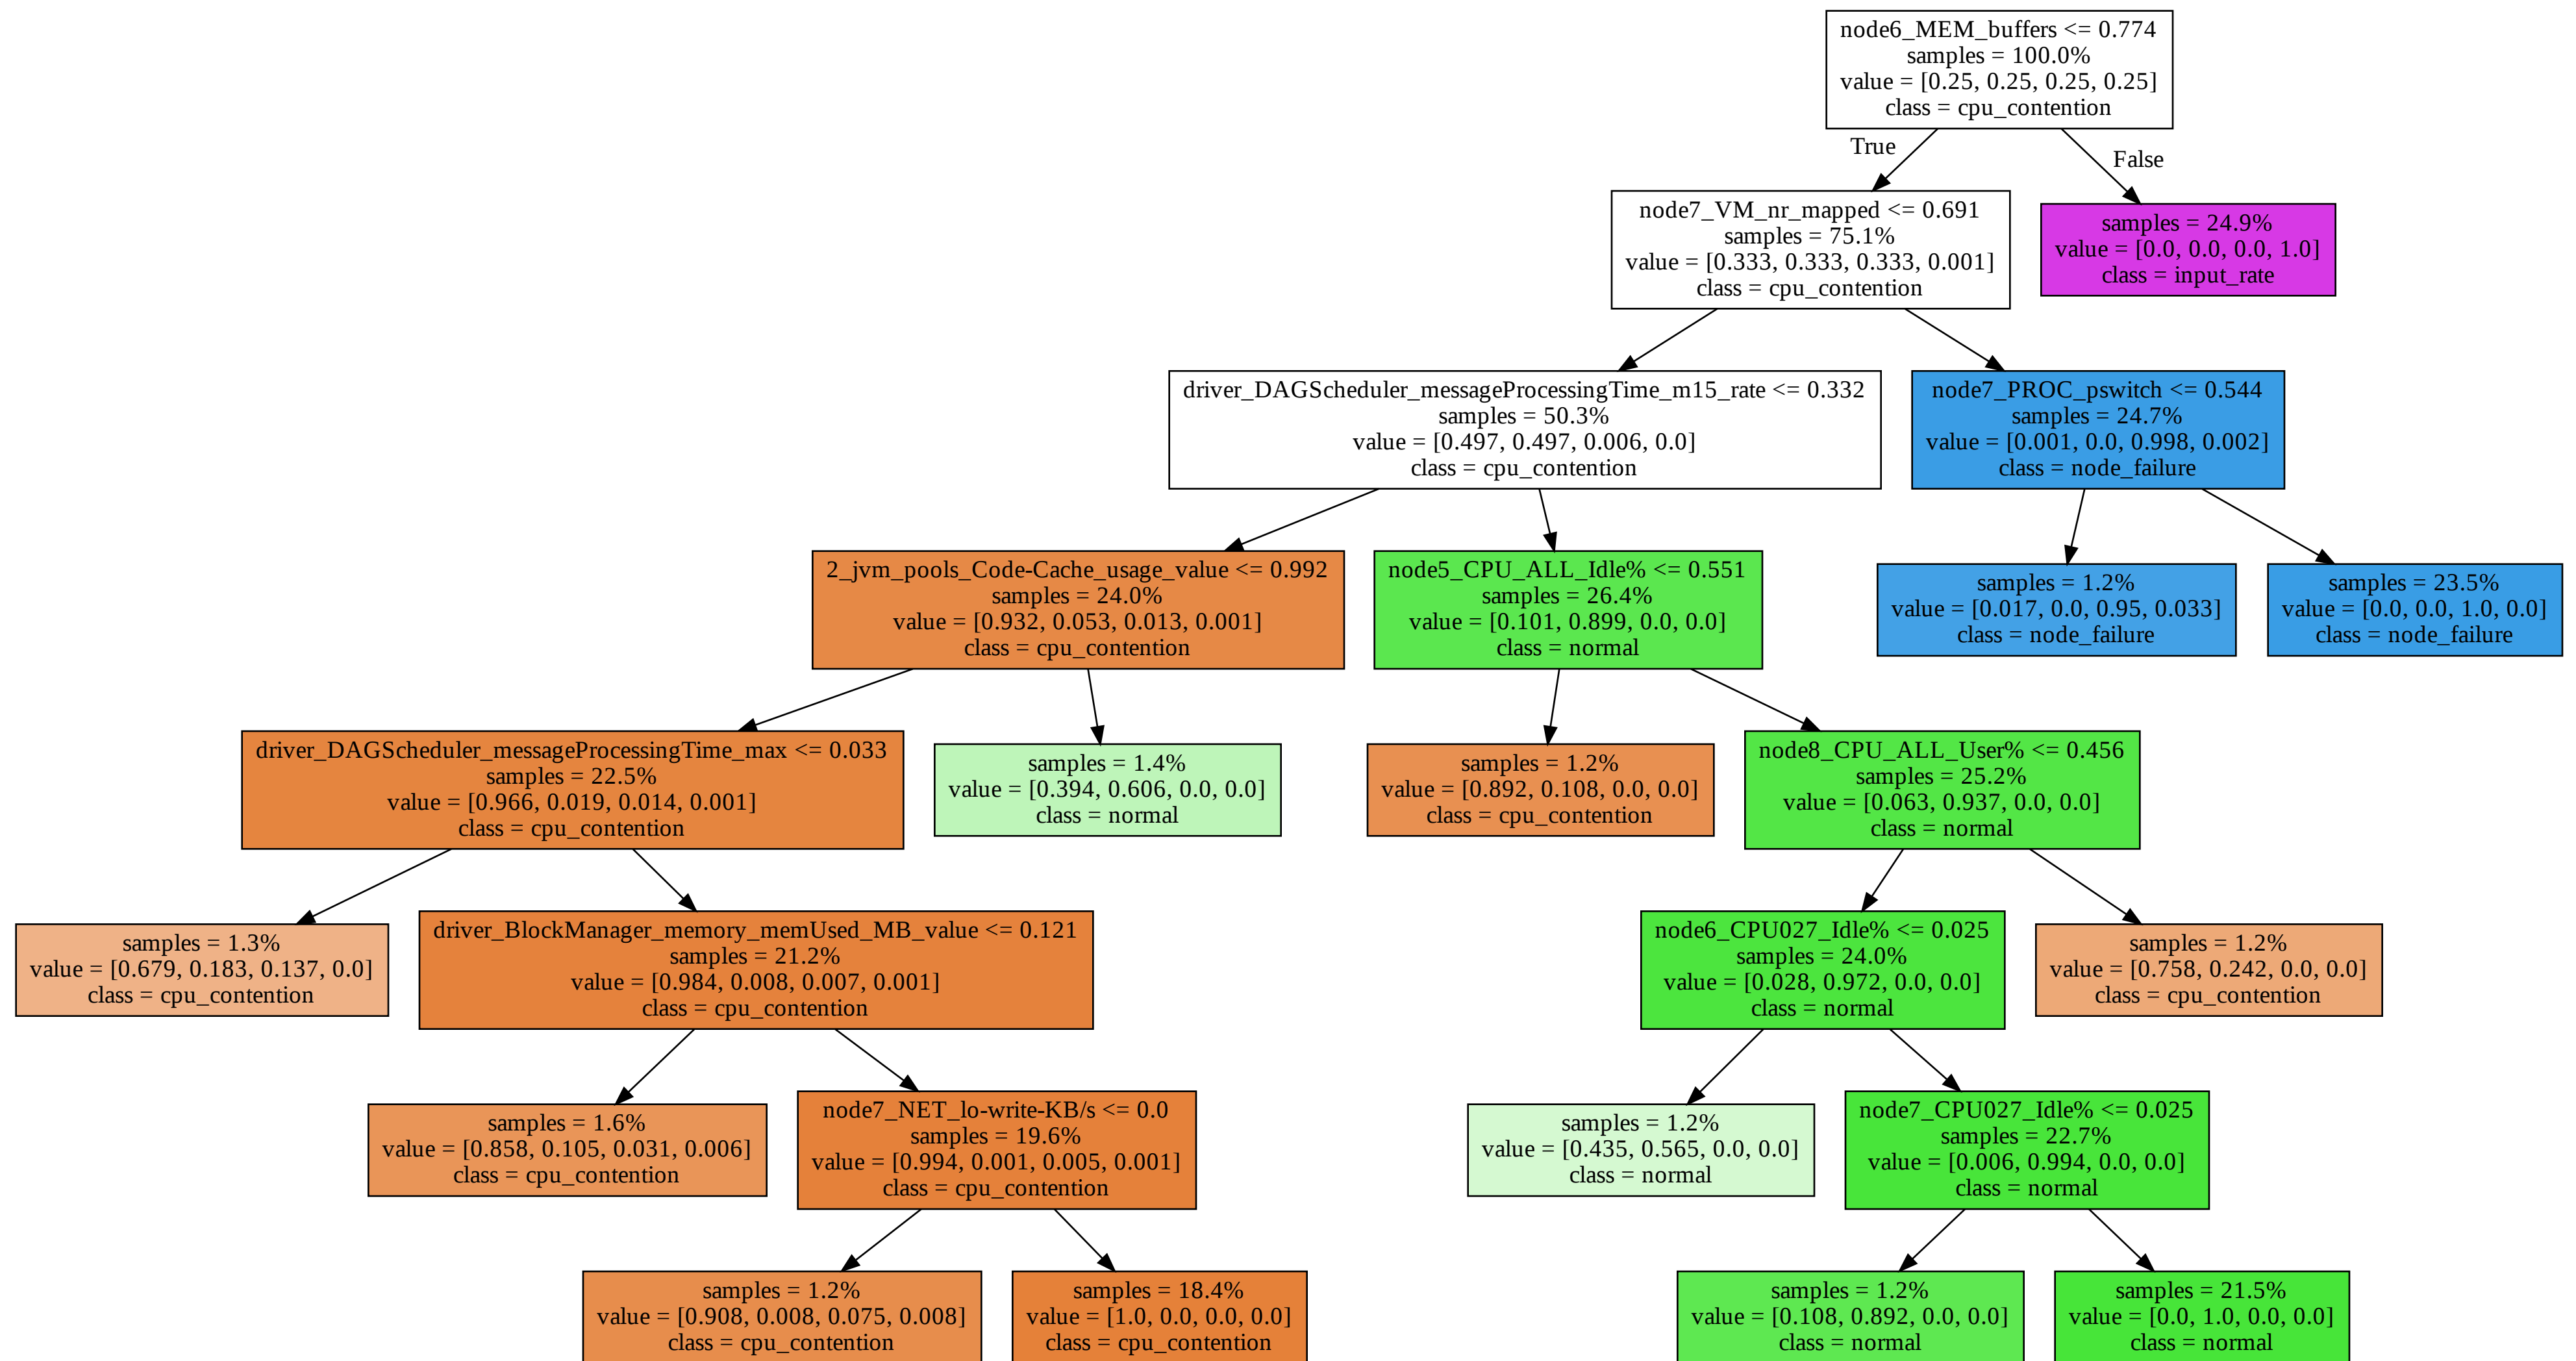 node6_MEM_buffers <= 0.774
samples = 100.0%
value = [0.25, 0.25, 0.25, 0.25]
class = cpu_contention
True
False
node7_VM_nr_mapped <= 0.691
samples = 75.1%
value = [0.333, 0.333, 0.333, 0.001]
class = cpu_contention
samples = 24.9%
value = [0.0, 0.0, 0.0, 1.0]
class = input_rate
driver_DAGScheduler_messageProcessingTime_m15_rate <= 0.332
samples = 50.3%
value = [0.497, 0.497, 0.006, 0.0]
class = cpu_contention
node7_PROC_pswitch <= 0.544
samples = 24.7%
value = [0.001, 0.0, 0.998, 0.002]
class = node_failure
2_jvm_pools_Code-Cache_usage_value <= 0.992
samples = 24.0%
value = [0.932, 0.053, 0.013, 0.001]
class = cpu_contention
node5_CPU_ALL_Idle% <= 0.551
samples = 26.4%
value = [0.101, 0.899, 0.0, 0.0]
class = normal
samples = 1.2%
value = [0.017, 0.0, 0.95, 0.033]
class = node_failure
samples = 23.5%
value = [0.0, 0.0, 1.0, 0.0]
class = node_failure
driver_DAGScheduler_messageProcessingTime_max <= 0.033
samples = 22.5%
value = [0.966, 0.019, 0.014, 0.001]
class = cpu_contention
samples = 1.4%
value = [0.394, 0.606, 0.0, 0.0]
class = normal
samples = 1.2%
value = [0.892, 0.108, 0.0, 0.0]
class = cpu_contention
node8_CPU_ALL_User% <= 0.456
samples = 25.2%
value = [0.063, 0.937, 0.0, 0.0]
class = normal
samples = 1.3%
value = [0.679, 0.183, 0.137, 0.0]
class = cpu_contention
driver_BlockManager_memory_memUsed_MB_value <= 0.121
samples = 21.2%
value = [0.984, 0.008, 0.007, 0.001]
class = cpu_contention
node6_CPU027_Idle% <= 0.025
samples = 24.0%
value = [0.028, 0.972, 0.0, 0.0]
class = normal
samples = 1.2%
value = [0.758, 0.242, 0.0, 0.0]
class = cpu_contention
samples = 1.6%
value = [0.858, 0.105, 0.031, 0.006]
class = cpu_contention
node7_NET_lo-write-KB/s <= 0.0
samples = 19.6%
value = [0.994, 0.001, 0.005, 0.001]
class = cpu_contention
samples = 1.2%
value = [0.435, 0.565, 0.0, 0.0]
class = normal
node7_CPU027_Idle% <= 0.025
samples = 22.7%
value = [0.006, 0.994, 0.0, 0.0]
class = normal
samples = 1.2%
value = [0.908, 0.008, 0.075, 0.008]
class = cpu_contention
samples = 18.4%
value = [1.0, 0.0, 0.0, 0.0]
class = cpu_contention
samples = 1.2%
value = [0.108, 0.892, 0.0, 0.0]
class = normal
samples = 21.5%
value = [0.0, 1.0, 0.0, 0.0]
class = normal